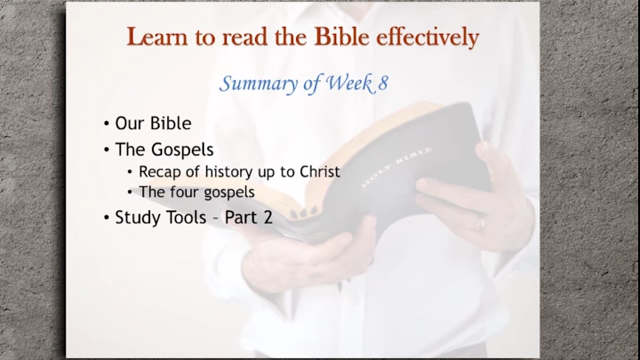 Learn to read the Bible effectively
Summary of Week 8
• Our Bible
• The Gospels
• Recap of history up to Christ
• The four gospels
• Study Tools – Part 2
HOLY BIBLE